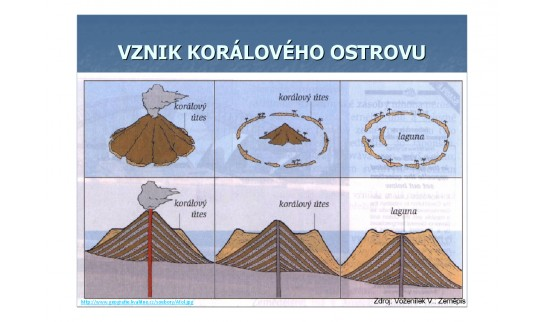 VZNIK KORÁLOVÉHO OSTROVU
korálový
útes
korálový útes
laguna
korálový
útes
korálový
útes
laguna
Zdroj: Voženílek V.: Zeměpis